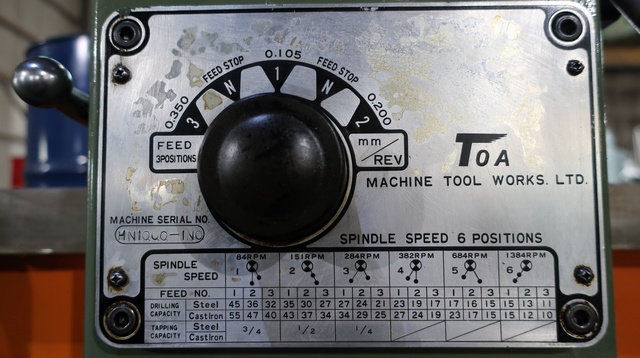 0.350 FEED STOP 0.105 FEED STOP 0.200
3 N 1 N 2
FEED
3POSITIONS
mm
/REV
TOA
MACHINE TOOL WORKS. LTD.
MACHINE SERIAL NO.
SPINDLE SPEED 6 POSITIONS
SPINDLE SPEED
84RPM 151RPM 284RPM 382RPM 684RPM 1384RPM
1 2 3 4 5 6
FEED NO. 1 2 3 1 2 3 1 2 3 1 2 3 1 2 3 1 2 3
DRILLING CAPACITY
Steel 45 36 32 35 30 27 27 24 21 23 19 17 19 17 15 15 13 11
CastIron 55 47 40 43 37 34 34 29 25 27 24 19 23 17 15 15 12 10
TAPPING CAPACITY
Steel
CastIron
3/4 1/2 1/4